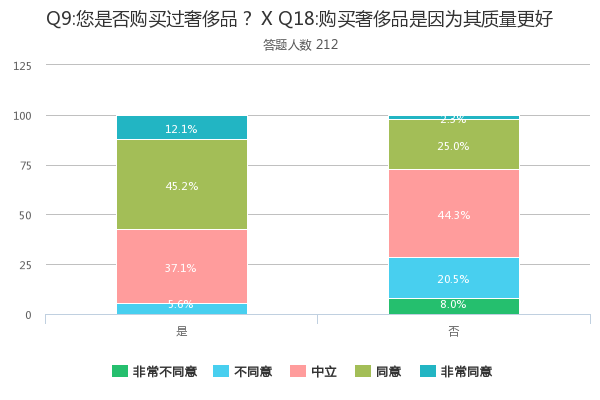 Q9:您是否购买过奢侈品？ X Q18:购买奢侈品是因为其质量更好
答题人数 212
125
100
75
50
25
0
12.1%
45.2%
37.1%
5.6%
2.3%
25.0%
44.3%
20.5%
8.0%
是
否
非常不同意
不同意
中立
同意
非常同意